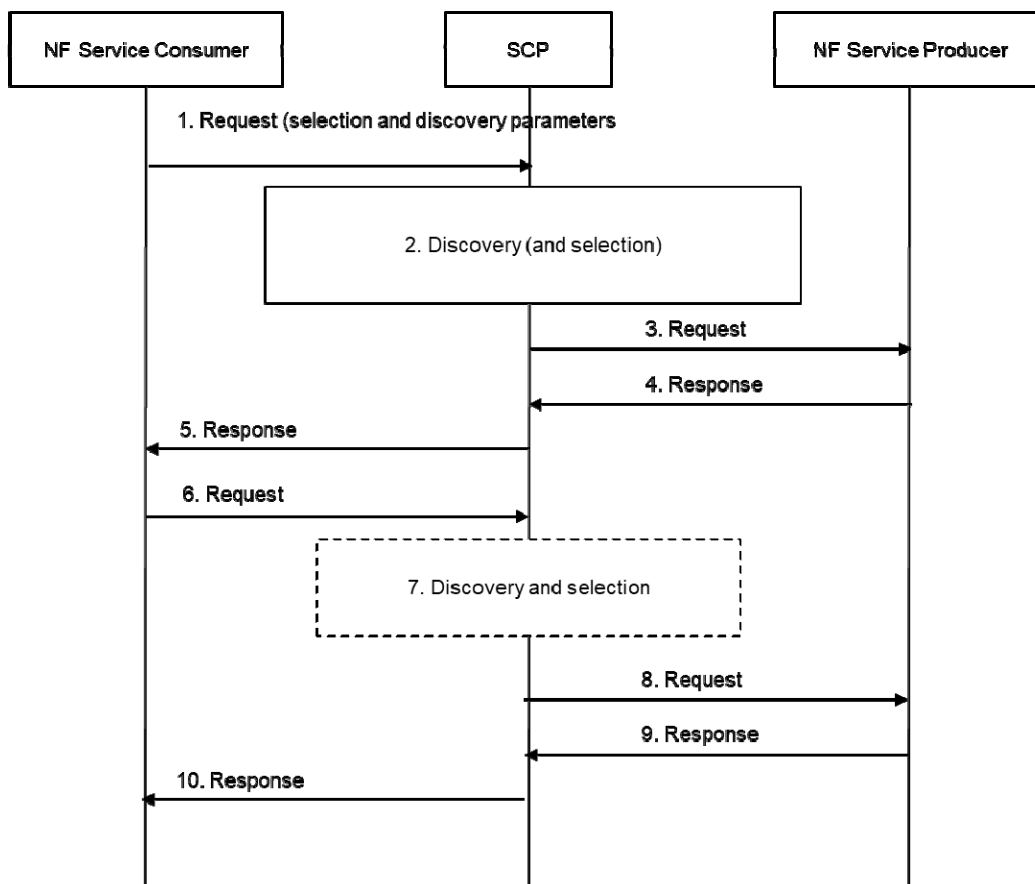 NF Service Consumer
SCP
NF Service Producer
1. Request (selection and discovery parameters
2. Discovery (and selection)
3. Request
4. Response
5. Response
6. Request
7. Discovery and selection
8. Request
9. Response
10. Response